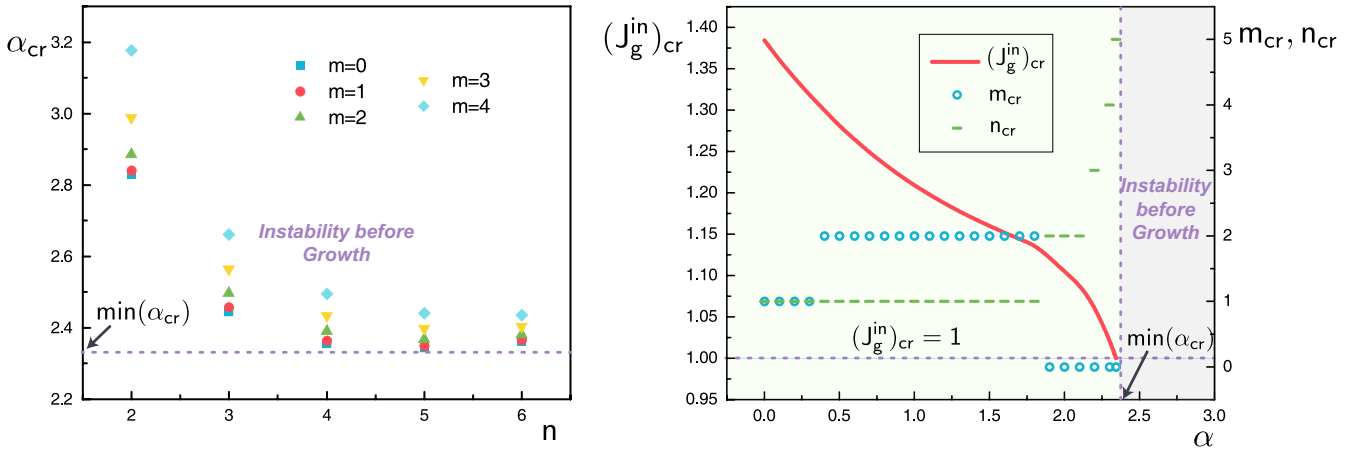 α_cr
3.2
3.0
2.8
2.6
2.4
2.2
m=0
m=1
m=2
m=3
m=4
Instability before
Growth
min(α_cr)
2
3
4
5
6
n
(J_g^in)_cr
1.40
1.35
1.30
1.25
1.20
1.15
1.10
1.05
1.00
0.95
(J_g^in)_cr
m_cr
n_cr
(J_g^in)_cr = 1
Instability
before
Growth
min(α_cr)
m_cr, n_cr
5
4
3
2
1
0
0.0
0.5
1.0
1.5
2.0
2.5
3.0
α